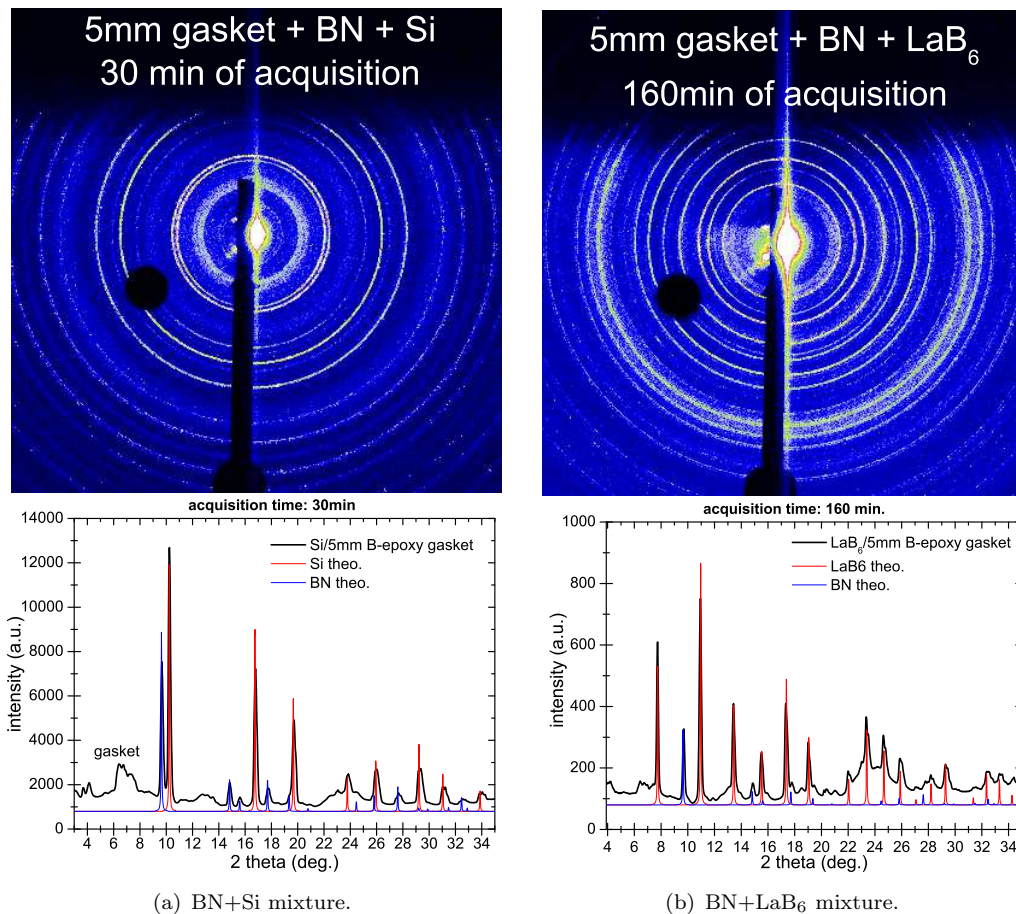 5mm gasket + BN + Si
30 min of acquisition
acquisition time: 30min
14000
12000
10000
8000
6000
4000
2000
0
intensity (a.u.)
Si/5mm B-epoxy gasket
Si theo.
BN theo.
gasket
4 6 8 10 12 14 16 18 20 22 24 26 28 30 32 34
2 theta (deg.)
(a) BN+Si mixture.
5mm gasket + BN + LaB₆
160min of acquisition
acquisition time: 160 min.
1000
800
600
400
200
0
intensity (a.u.)
LaB₆/5mm B-epoxy gasket
LaB6 theo.
BN theo.
4 6 8 10 12 14 16 18 20 22 24 26 28 30 32 34
2 theta (deg.)
(b) BN+LaB₆ mixture.